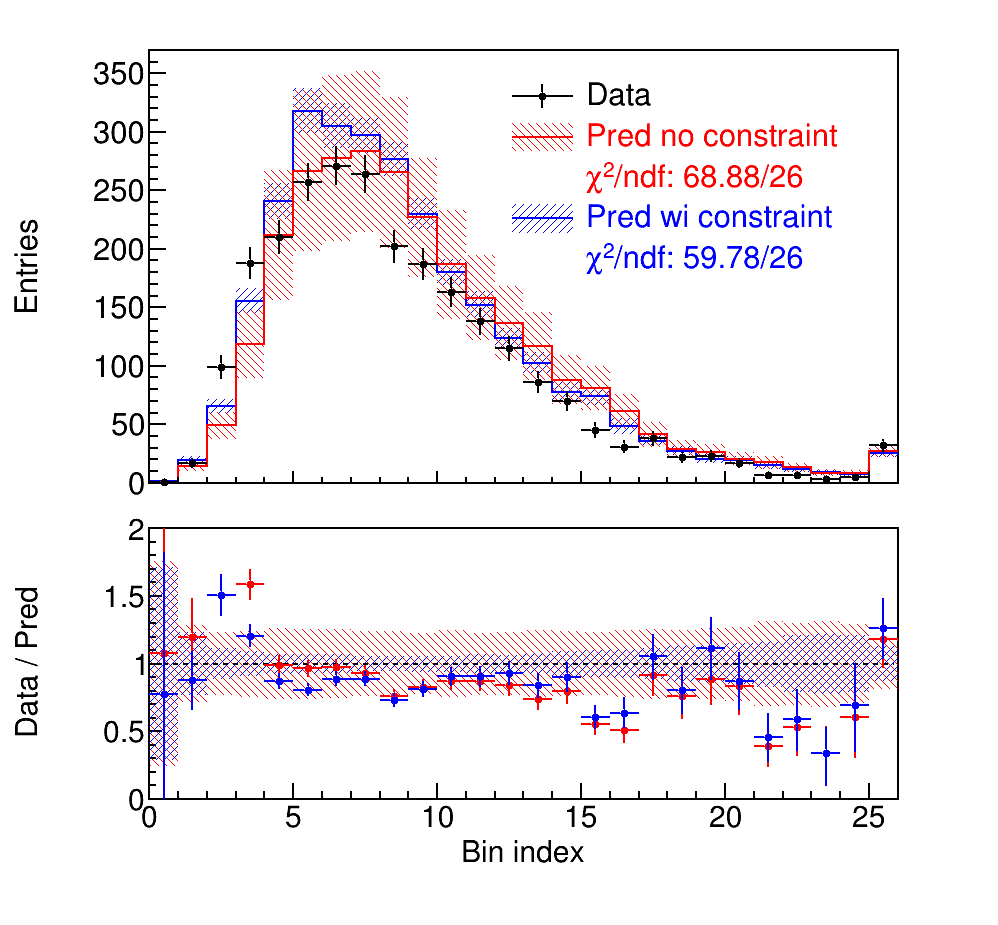 Entries
350
300
250
200
150
100
50
0
Data
Pred no constraint
χ²/ndf: 68.88/26
Pred wi constraint
χ²/ndf: 59.78/26
Data / Pred
2
1.5
1
0.5
0
0 5 10 15 20 25
Bin index